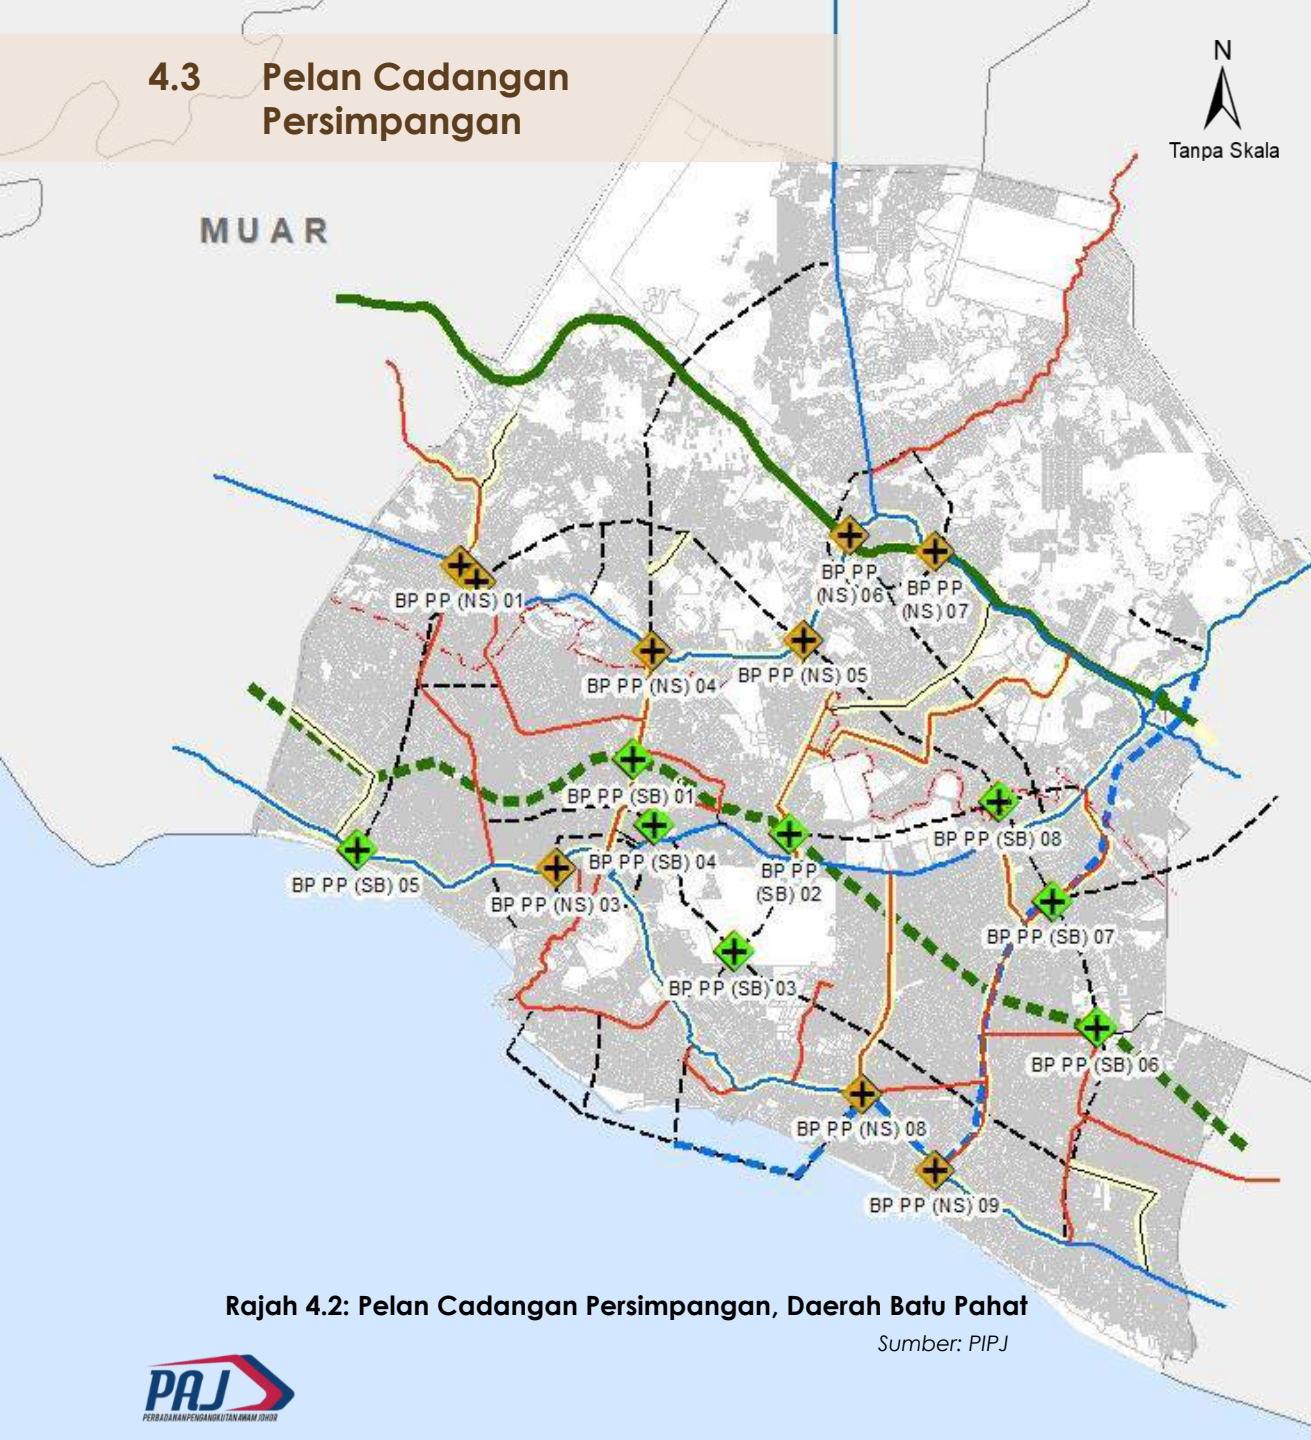 4.3 Pelan Cadangan
Persimpangan
N
Tanpa Skala
MUAR
BP PP (NS) 01
BP PP
(NS) 06
BP PP
(NS) 07
BP PP (NS) 04
BP PP (NS) 05
BP PP (SB) 01
BP PP (SB) 04
BP PP
(SB) 02
BP PP (SB) 08
BP PP (SB) 05
BP PP (NS) 03
BP PP (SB) 07
BP PP (SB) 03
BP PP (SB) 06
BP PP (NS) 08
BP PP (NS) 09
Rajah 4.2: Pelan Cadangan Persimpangan, Daerah Batu Pahat
Sumber: PIPJ
PAJ
PERBADANAN PENGANGKUTAN AWAM JOHOR